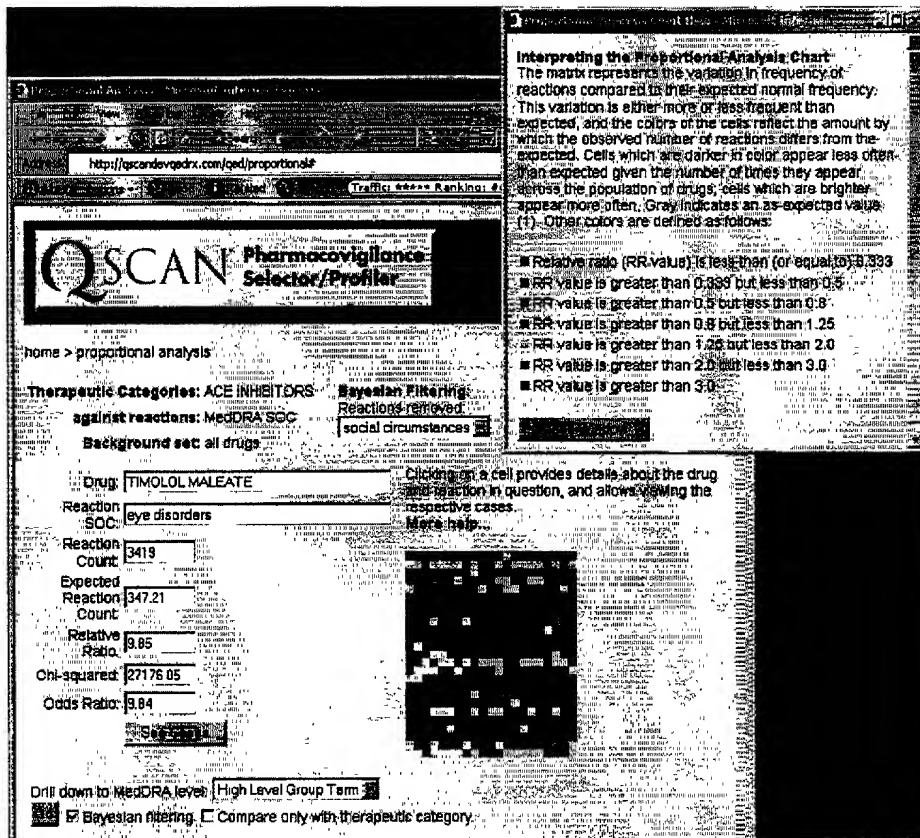 Interpreting the Proportional Analysis Chart
The matrix represents the variation in frequency of
reactions compared to their expected normal frequency.
This variation is either more or less frequent than
expected, and the colors of the cells reflect the amount by
which the observed number of reactions differs from the
expected. Cells which are darker in color appear less often
than expected given the number of times they appear
across the population of drugs; cells which are brighter
appear more often. Gray indicates an as-expected value
(1). Other colors are defined as follows:
Relative ratio (RR value) is less than (or equal to) 0.333
RR value is greater than 0.333 but less than 0.5
RR value is greater than 0.5 but less than 0.8
RR value is greater than 0.8 but less than 1.25
RR value is greater than 1.25 but less than 2.0
RR value is greater than 2.0 but less than 3.0
RR value is greater than 3.0
http://qscandevqedrx.com/qed/proportional#
Traffic: ***** Ranking:
QSCAN Pharmacovigilance
Selector/Profiler
home > proportional analysis
Therapeutic Categories: ACE INHIBITORS
against reactions: MedDRA SOC
Background set: all drugs
Bayesian Filtering:
Reactions removed:
social circumstances
Drug: TIMOLOL MALEATE
Reaction SOC: eye disorders
Reaction Count: 3419
Expected Reaction Count: 347.21
Relative Ratio: 9.85
Chi-squared: 27176.05
Odds Ratio: 9.84
Clicking on a cell provides details about the drug
and reaction in question, and allows viewing the
respective cases.
More help...
Drill down to MedDRA level: High Level Group Term
Bayesian filtering. Compare only with therapeutic category.